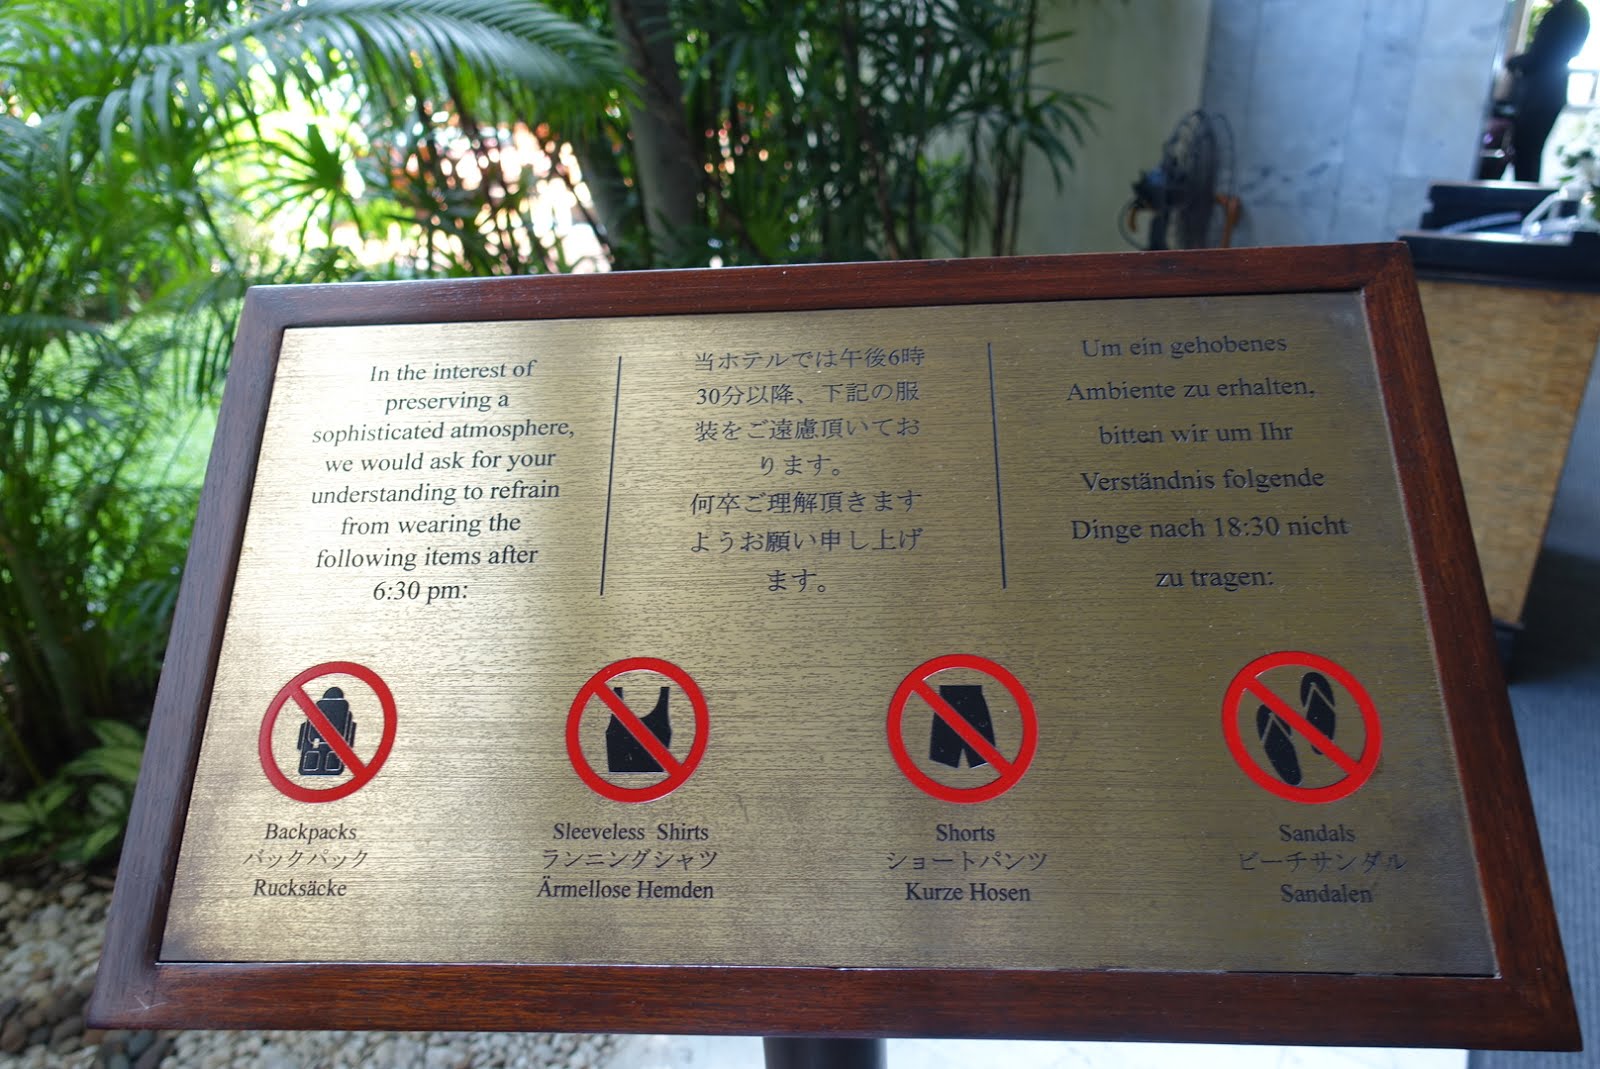 In the interest of
preserving a
sophisticated atmosphere,
we would ask for your
understanding to refrain
from wearing the
following items after
6:30 pm:
当ホテルでは午後6時
30分以降、下記の服
装をご遠慮頂いてお
ります。
何卒ご理解頂きます
ようお願い申し上げ
ます。
Um ein gehobenes
Ambiente zu erhalten,
bitten wir um Ihr
Verständnis folgende
Dinge nach 18:30 nicht
zu tragen:
Backpacks
バックパック
Rucksäcke
Sleeveless Shirts
ランニングシャツ
Ärmellose Hemden
Shorts
ショートパンツ
Kurze Hosen
Sandals
ビーチサンダル
Sandalen